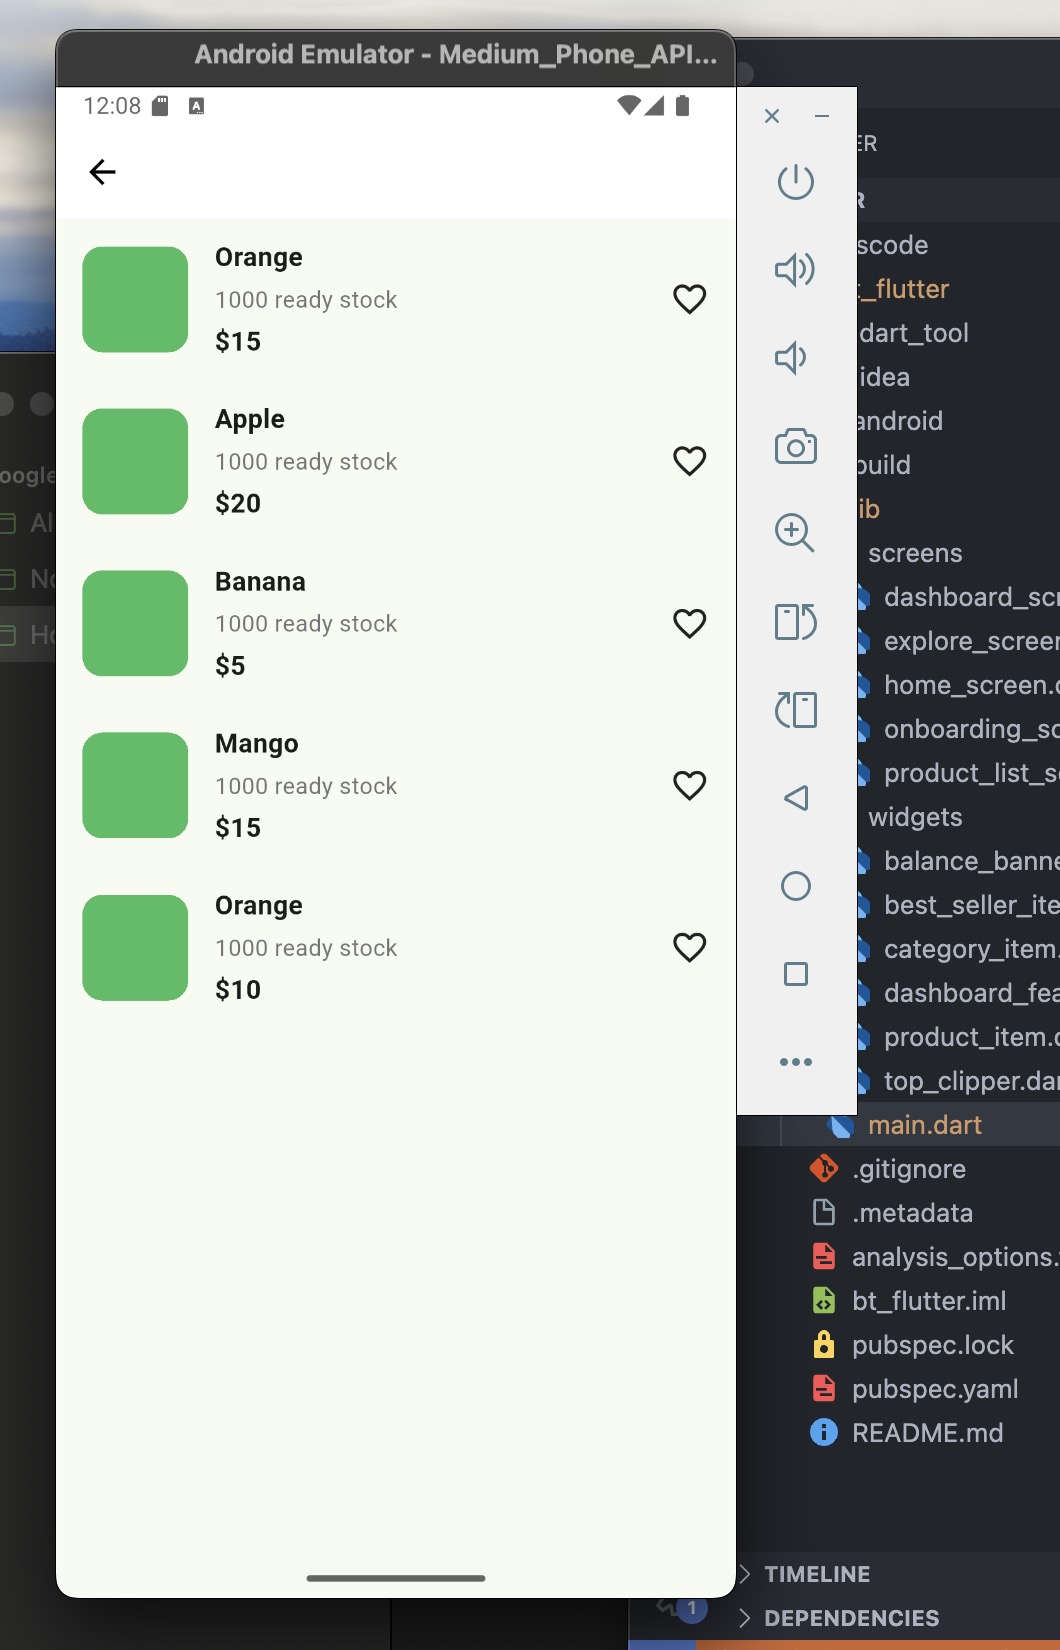 Android Emulator - Medium_Phone_API...
12:08
A
Orange
1000 ready stock
$15
Apple
1000 ready stock
$20
Banana
1000 ready stock
$5
Mango
1000 ready stock
$15
Orange
1000 ready stock
$10
ER
R
scode
_flutter
dart_tool
idea
android
build
ib
screens
dashboard_scr
explore_screen
home_screen.
onboarding_sc
product_list_s
widgets
balance_banne
best_seller_ite
category_item.
dashboard_fea
product_item.
top_clipper.dar
main.dart
.gitignore
.metadata
analysis_options.
bt_flutter.iml
pubspec.lock
pubspec.yaml
README.md
TIMELINE
1
DEPENDENCIES
oogle
Al
No
Ho